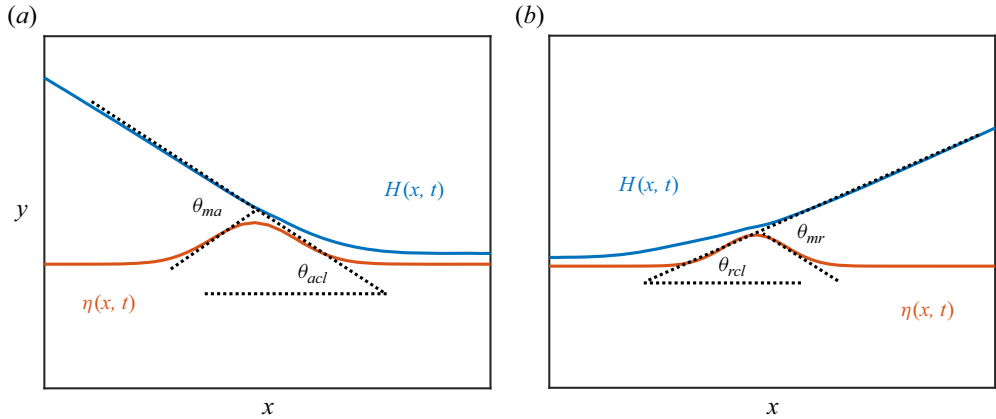 (a)
(b)
H(x, t)
H(x, t)
y
θma
θmr
θacl
θrcl
η(x, t)
η(x, t)
x
x